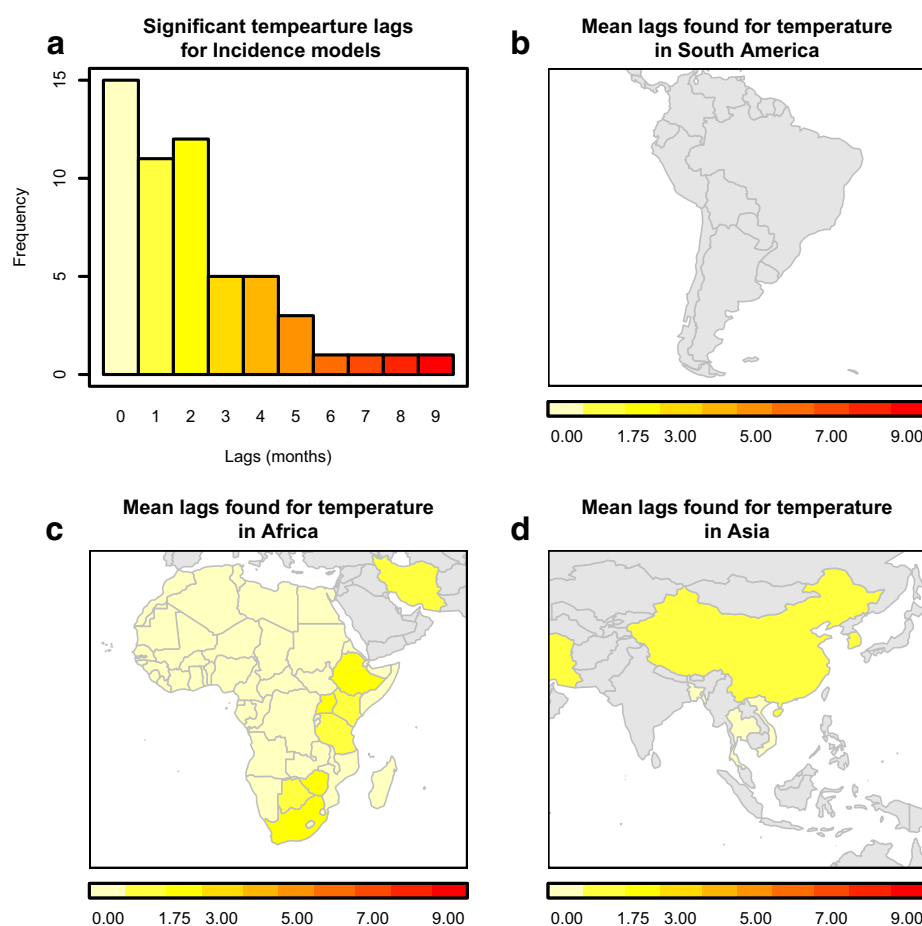 a
Significant tempearture lags
for Incidence models
Frequency
15
10
5
0
0 1 2 3 4 5 6 7 8 9
Lags (months)
b
Mean lags found for temperature
in South America
0.00 1.75 3.00 5.00 7.00 9.00
c
Mean lags found for temperature
in Africa
0.00 1.75 3.00 5.00 7.00 9.00
d
Mean lags found for temperature
in Asia
0.00 1.75 3.00 5.00 7.00 9.00